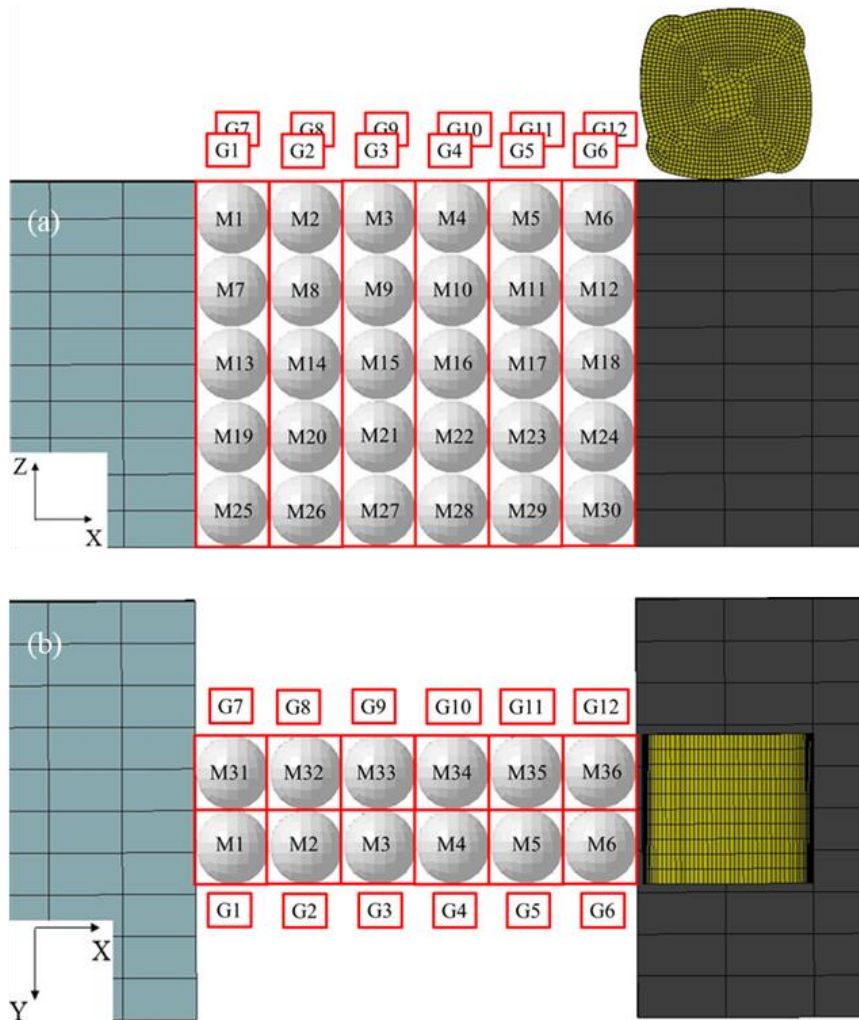 G7 G8 G9 G10 G11 G12
G1 G2 G3 G4 G5 G6
(a)
M1 M2 M3 M4 M5 M6
M7 M8 M9 M10 M11 M12
M13 M14 M15 M16 M17 M18
M19 M20 M21 M22 M23 M24
Z
M25 M26 M27 M28 M29 M30
X
(b)
G7 G8 G9 G10 G11 G12
M31 M32 M33 M34 M35 M36
M1 M2 M3 M4 M5 M6
G1 G2 G3 G4 G5 G6
X
Y